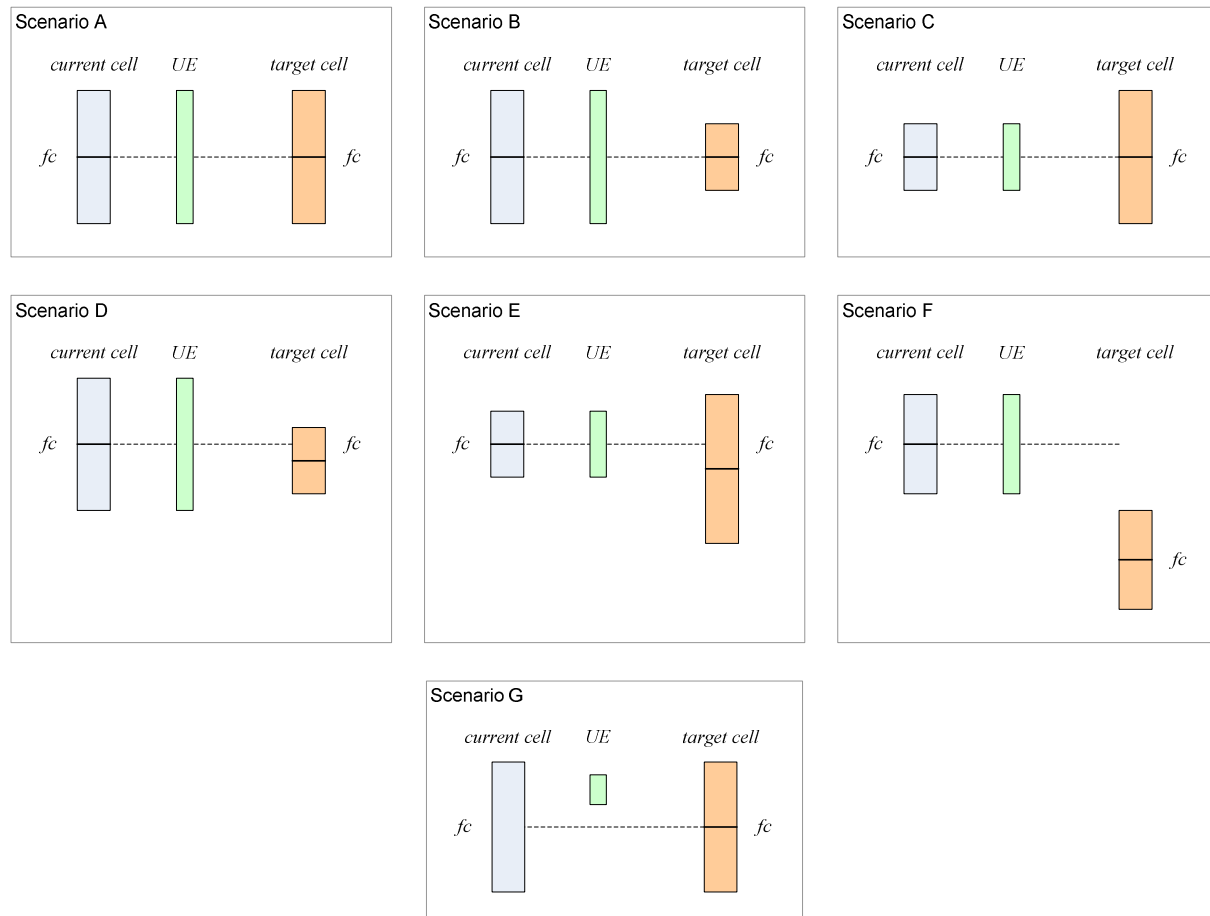 Scenario A
current cell UE target cell
fc fc
Scenario B
current cell UE target cell
fc fc
Scenario C
current cell UE target cell
fc fc
Scenario D
current cell UE target cell
fc fc
Scenario E
current cell UE target cell
fc fc
Scenario F
current cell UE target cell
fc
fc
Scenario G
current cell UE target cell
fc fc